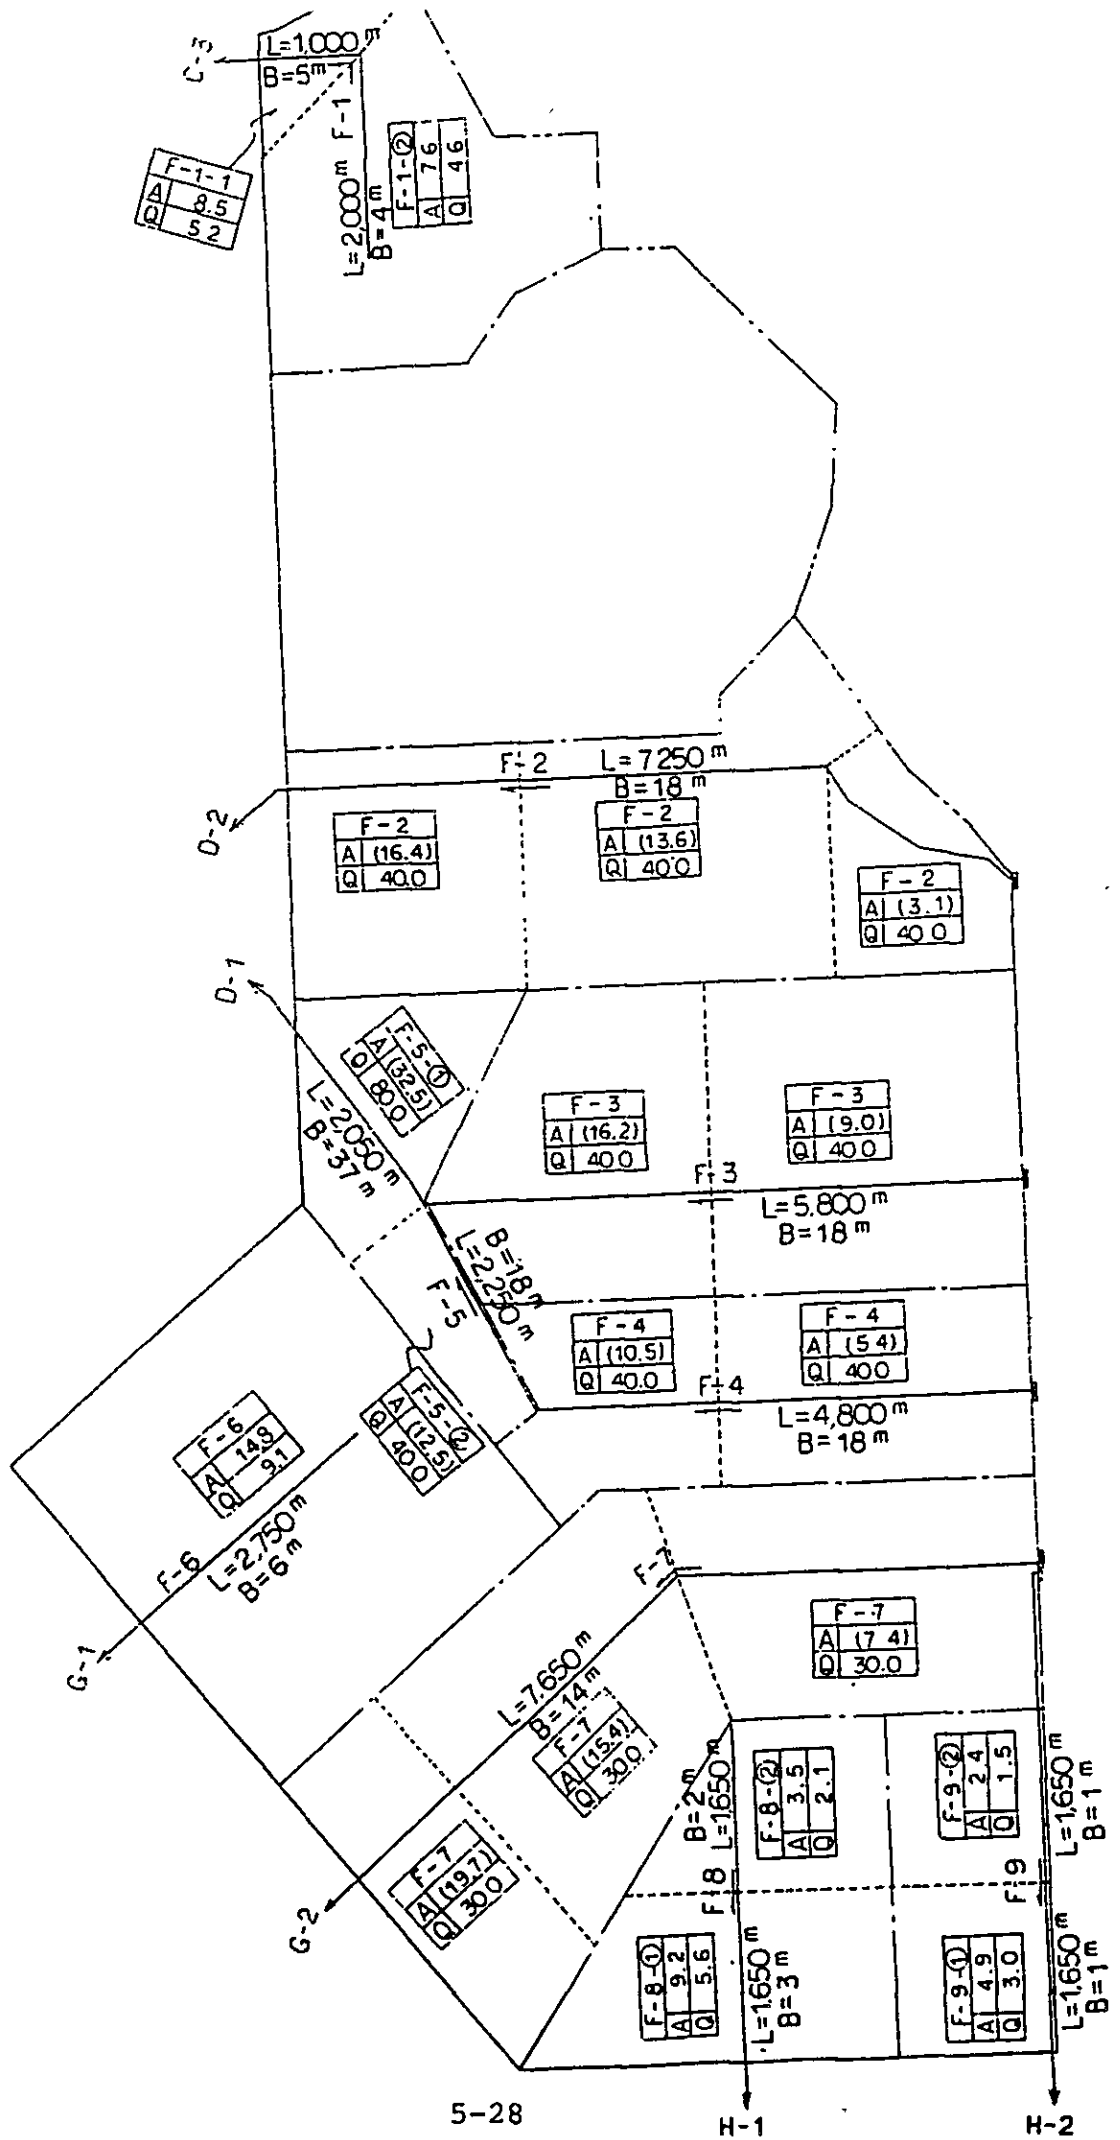 C-3
L=1,000 m
B=5 m
F-1-1
A 8.5
Q 5.2
L=2,000 m F-1
B=4 m
F-1-②
A 7.6
Q 4.6
D-2
F-2
L=7250 m
B=18 m
F-2
A (16.4)
Q 40.0
F-2
A (13.6)
Q 40.0
F-2
A (3.1)
Q 40.0
D-1
F-5-①
A (32.5)
Q 80.0
L=2,050 m
B=37 m
F-3
A (16.2)
Q 40.0
F-3
A (9.0)
Q 40.0
F-3
L=5,800 m
B=18 m
B=18 m
L=2,250 m
F-5
F-4
A (10.5)
Q 40.0
F-4
A (5.4)
Q 40.0
F-4
L=4,800 m
B=18 m
F-5-②
A (12.5)
Q 40.0
F-6
A 14.9
Q 9.1
F-6
L=2,750 m
B=6 m
G-1
F-7
L=7,650 m
B=14 m
F-7
A (7.4)
Q 30.0
F-7
A (15.4)
Q 30.0
F-7
A (19.7)
Q 30.0
G-2
B=2 m
L=1,650 m
F-8-②
A 3.5
Q 2.1
F-9-②
A 2.4
Q 1.5
L=1,650 m
B=1 m
F-8
F-9
F-8-①
A 9.2
Q 5.6
L=1,650 m
B=3 m
F-9-①
A 4.9
Q 3.0
L=1,650 m
B=1 m
H-1
H-2
5-28